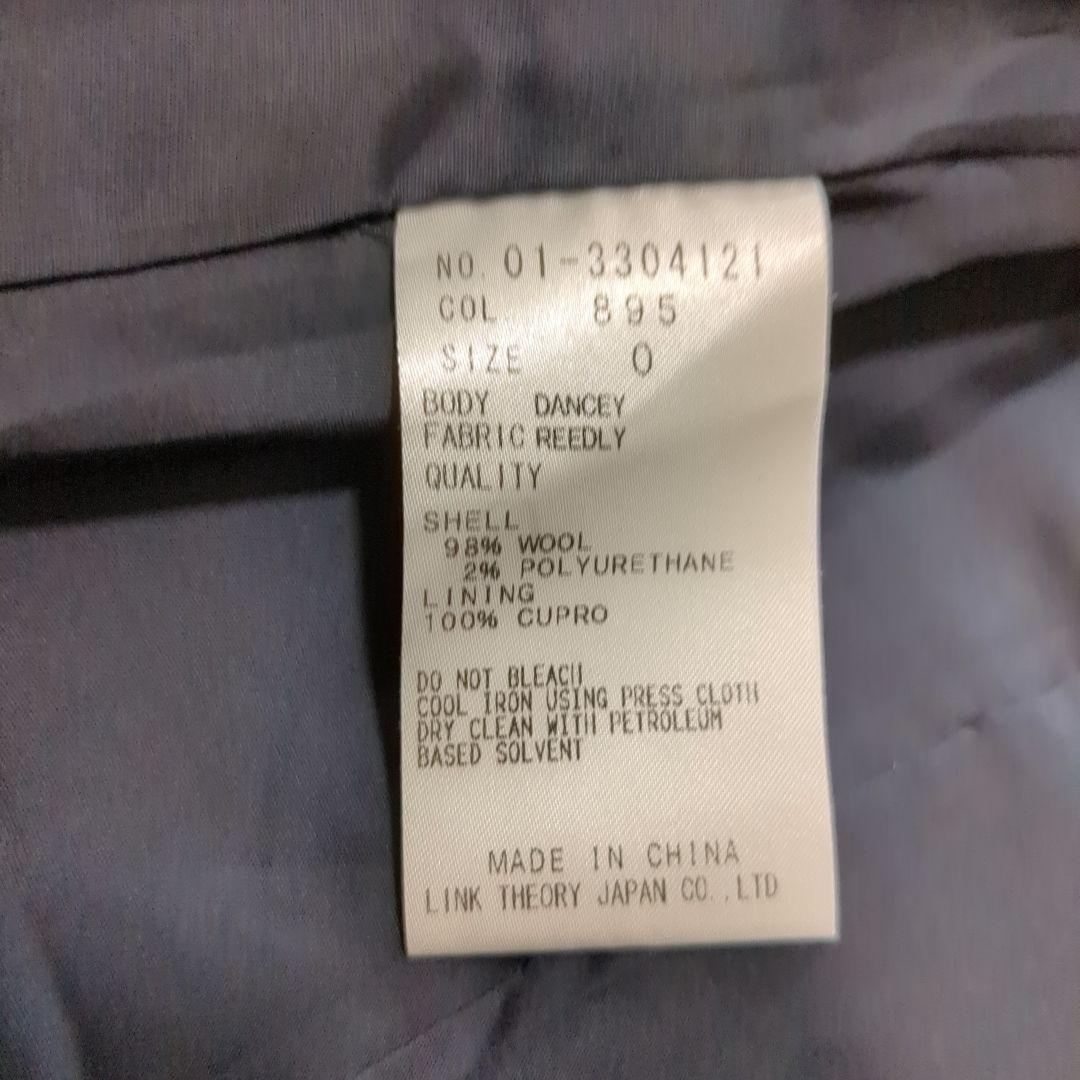 NO. 01-3304121
COL. 895
SIZE 0
BODY DANCEY
FABRIC REEDLY
QUALITY
SHELL
98% WOOL
2% POLYURETHANE
LINING
100% CUPRO
DO NOT BLEACH
COOL IRON USING PRESS CLOTH
DRY CLEAN WITH PETROLEUM
BASED SOLVENT
MADE IN CHINA
LINK THEORY JAPAN CO.,LTD